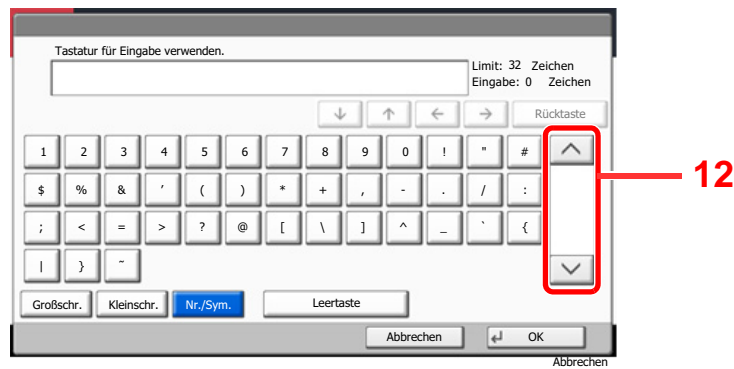 Tastatur für Eingabe verwenden.
Limit: 32 Zeichen
Eingabe: 0 Zeichen
↓ ↑ ← → Rücktaste
1 2 3 4 5 6 7 8 9 0 ! " #
$ % & ' ( ) * + , - . / :
12
; < = > ? @ [ \ ] ^ _ ` {
| } ~
Großschr. Kleinschr. Nr./Sym. Leertaste
Abbrechen OK
Abbrechen